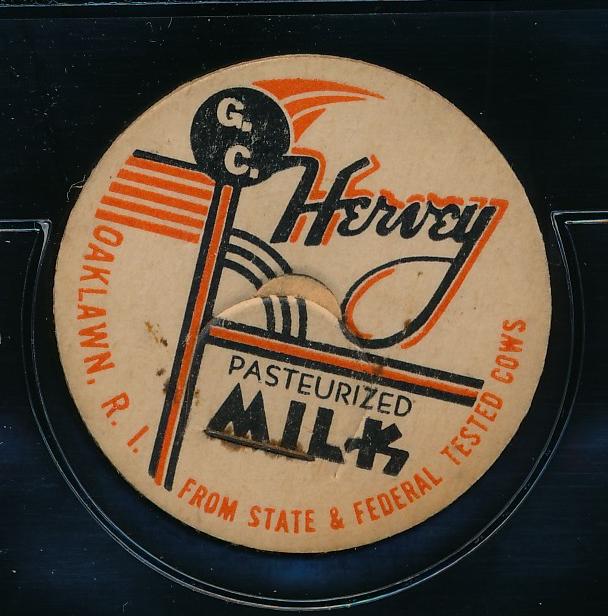 G.
C.
Hervey
PASTEURIZED
MILK
OAKLAWN, R. I.
FROM STATE & FEDERAL TESTED COWS